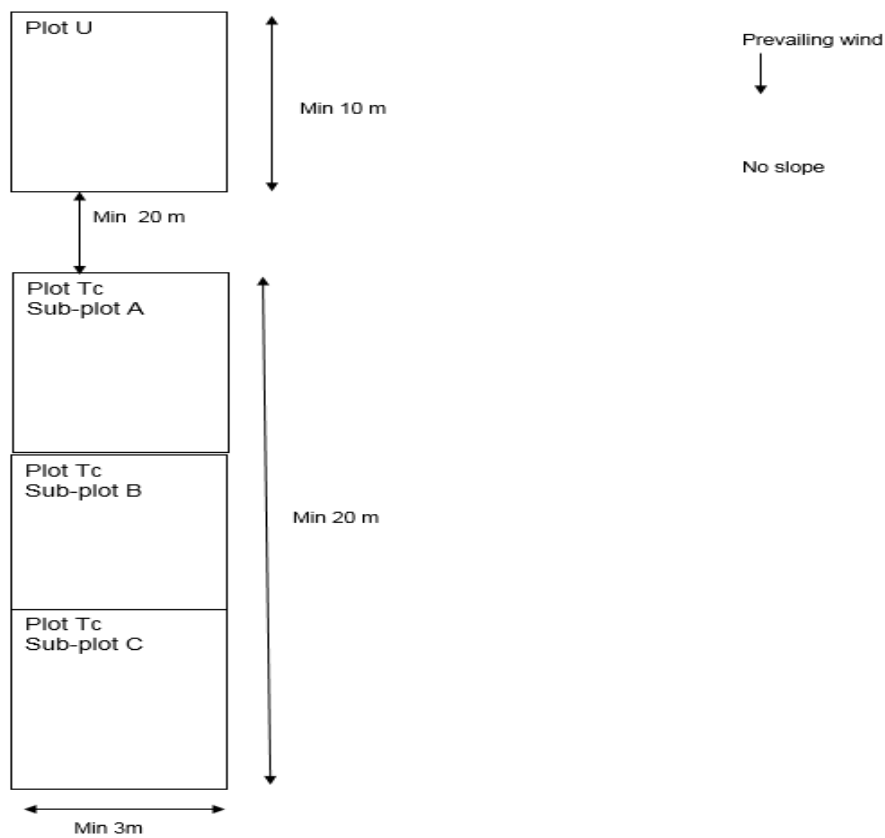 Plot U
Prevailing wind
Min 10 m
No slope
Min 20 m
Plot Tc
Sub-plot A
Plot Tc
Sub-plot B
Min 20 m
Plot Tc
Sub-plot C
Min 3m